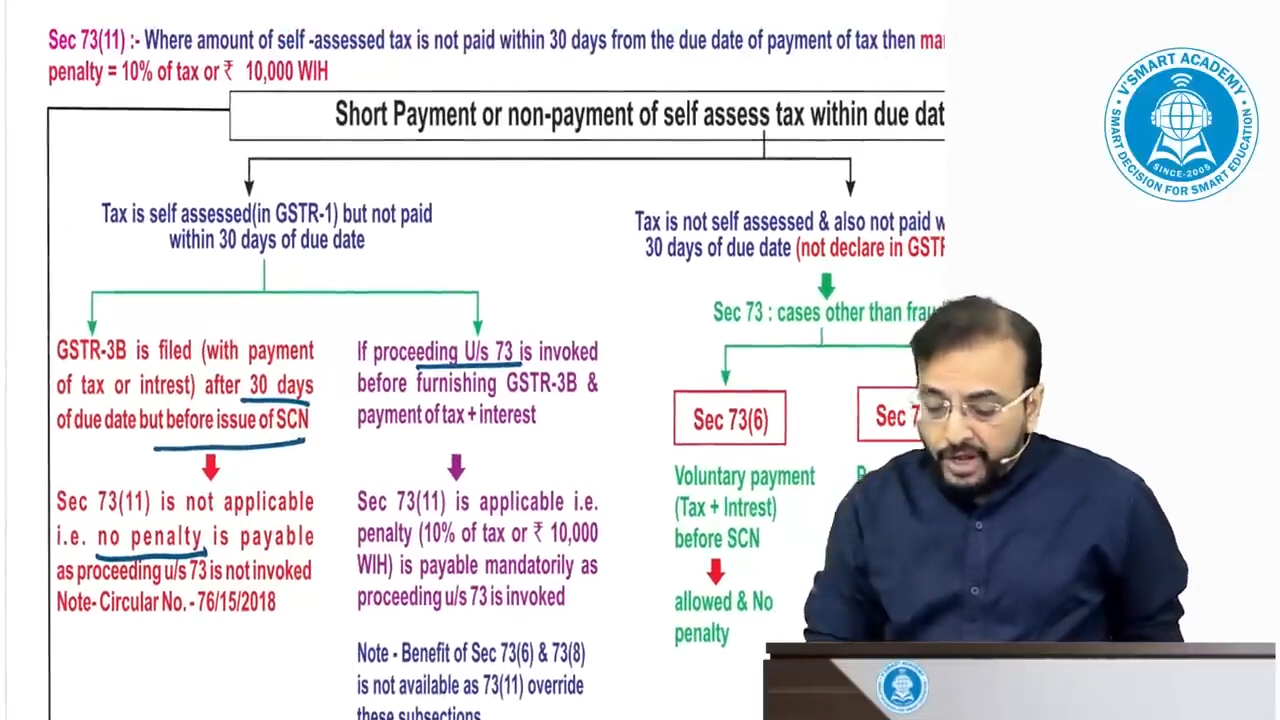 Sec 73(11) :- Where amount of self -assessed tax is not paid within 30 days from the due date of payment of tax then
penalty = 10% of tax or ₹ 10,000 WIH
Short Payment or non-payment of self assess tax within due
Tax is self assessed(in GSTR-1) but not paid
within 30 days of due date
Tax is not self assessed & also not paid
30 days of due date (not declare in
Sec 73 : cases other than
GSTR-3B is filed (with payment
of tax or intrest) after 30 days
of due date but before issue of SCN
If proceeding U/s 73 is invoked
before furnishing GSTR-3B &
payment of tax + interest
Sec 73(6)
Sec
Sec 73(11) is not applicable
i.e. no penalty is payable
as proceeding u/s 73 is not invoked
Note- Circular No. - 76/15/2018
Sec 73(11) is applicable i.e.
penalty (10% of tax or ₹ 10,000
WIH) is payable mandatorily as
proceeding u/s 73 is invoked
Note - Benefit of Sec 73(6) & 73(8)
is not available as 73(11) override
these subsections
Voluntary payment
(Tax + Intrest)
before SCN
allowed & No
penalty
V'SMART ACADEMY
SINCE-2005
SMART DECISION FOR SMART EDUCATION